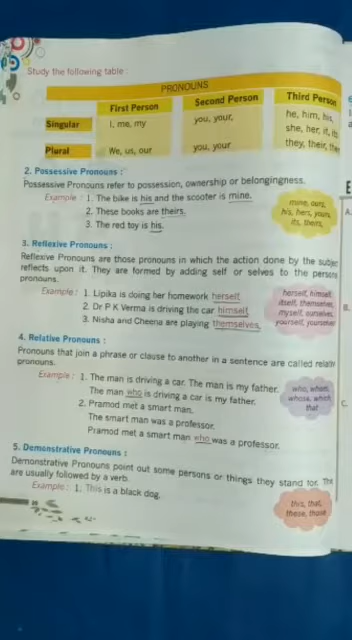 Study the following table :
PRONOUNS
First Person
Second Person
Third Person
Singular
I, me, my
you, your,
he, him, his,
she, her, it, its
Plural
We, us, our
you, your
they, their,
2. Possessive Pronouns :
Possessive Pronouns refer to possession, ownership or belongingness.
Example : 1. The bike is his and the scooter is mine.
2. These books are theirs.
3. The red toy is his.
mine, ours,
his, hers, yours,
its, theirs,
3. Reflexive Pronouns :
Reflexive Pronouns are those pronouns in which the action done by the
reflects upon it. They are formed by adding self or selves to the
pronouns.
Example : 1. Lipika is doing her homework herself.
2. Dr P K Verma is driving the car himself.
3. Nisha and Cheena are playing themselves.
herself, himself,
itself, themselves,
myself, ourselves,
yourself, yourselves
4. Relative Pronouns :
Pronouns that join a phrase or clause to another in a sentence are called
pronouns.
Example : 1. The man is driving a car. The man is my father.
The man who is driving a car is my father.
2. Pramod met a smart man.
The smart man was a professor.
Pramod met a smart man who was a professor.
who, whom,
whose, which,
that
5. Demonstrative Pronouns :
Demonstrative Pronouns point out some persons or things they stand for.
are usually followed by a verb.
Example : 1. This is a black dog.
this, that,
these, those
E
A.
B.
C.